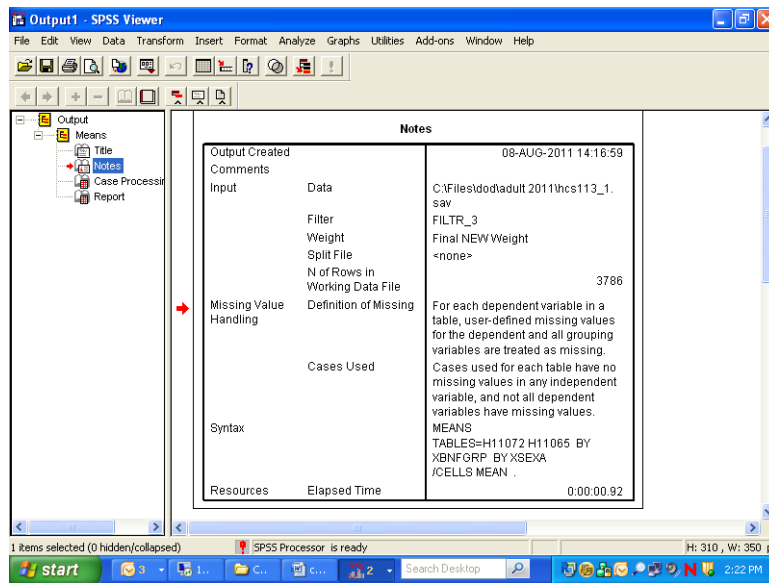 Output1 - SPSS Viewer
File Edit View Data Transform Insert Format Analyze Graphs Utilities Add-ons Window Help
Output
Means
Title
Notes
Case Processin
Report
Notes
Output Created 08-AUG-2011 14:16:59
Comments
Input Data C:\Files\dod\adult 2011\hcs113_1.
sav
Filter FILTR_3
Weight Final NEW Weight
Split File <none>
N of Rows in
Working Data File 3786
Missing Value Definition of Missing For each dependent variable in a
Handling table, user-defined missing values
for the dependent and all grouping
variables are treated as missing.
Cases Used Cases used for each table have no
missing values in any independent
variable, and not all dependent
variables have missing values.
Syntax MEANS
TABLES=H11072 H11065 BY
XBNFGRP BY XSEXA
/CELLS MEAN .
Resources Elapsed Time 0:00:00.92
1 items selected (0 hidden/collapsed) SPSS Processor is ready H: 310 , W: 350 p
start 3 1.. C.. c... 2 Search Desktop N 2:22 PM